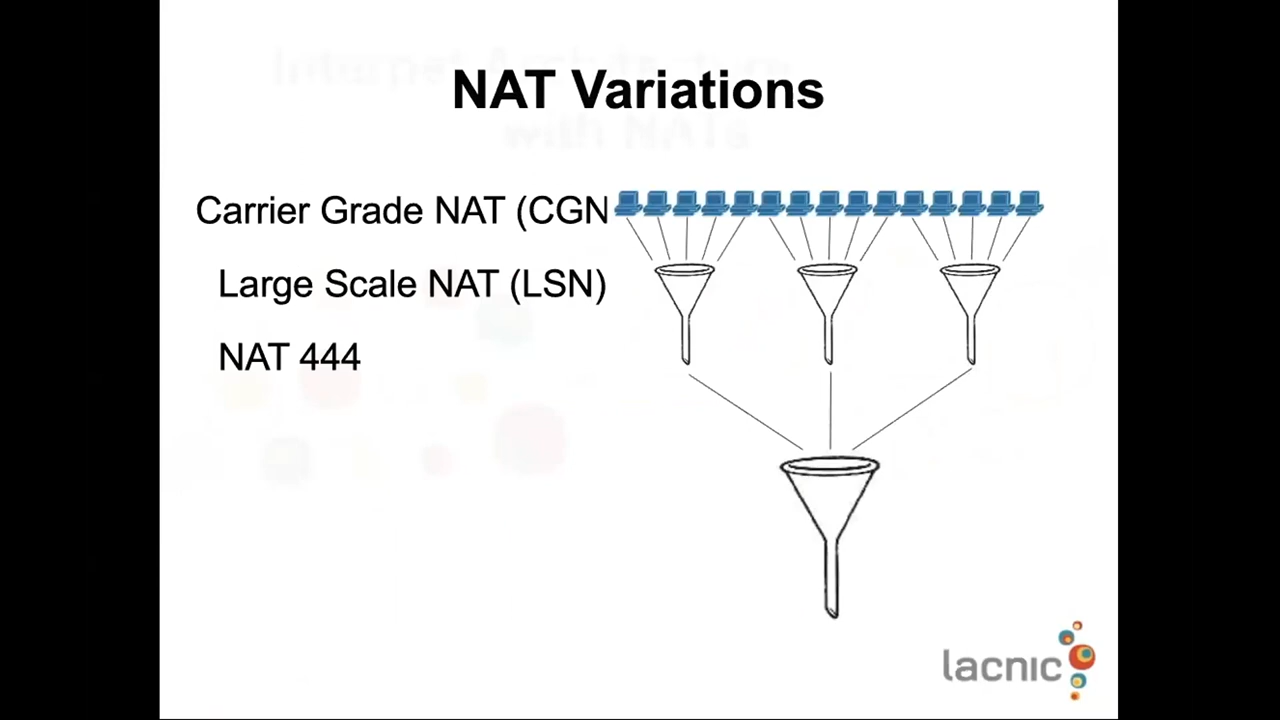 NAT Variations
Carrier Grade NAT (CGN
Large Scale NAT (LSN)
NAT 444
lacnic